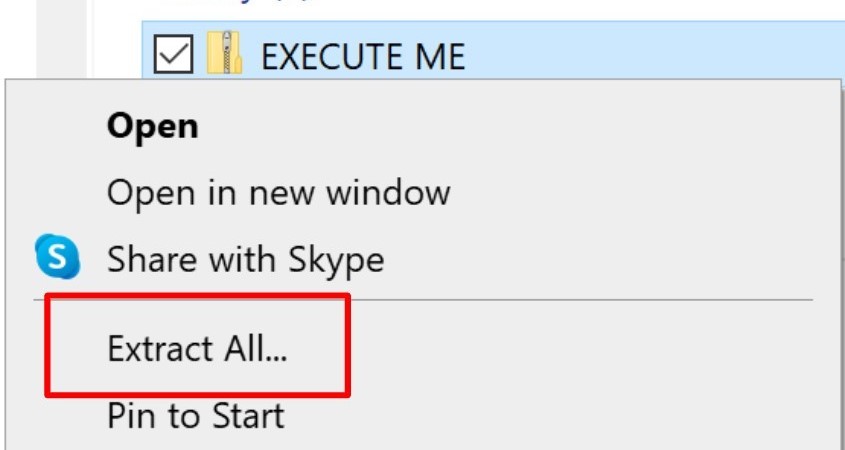 EXECUTE ME
Open
Open in new window
S Share with Skype
Extract All...
Pin to Start